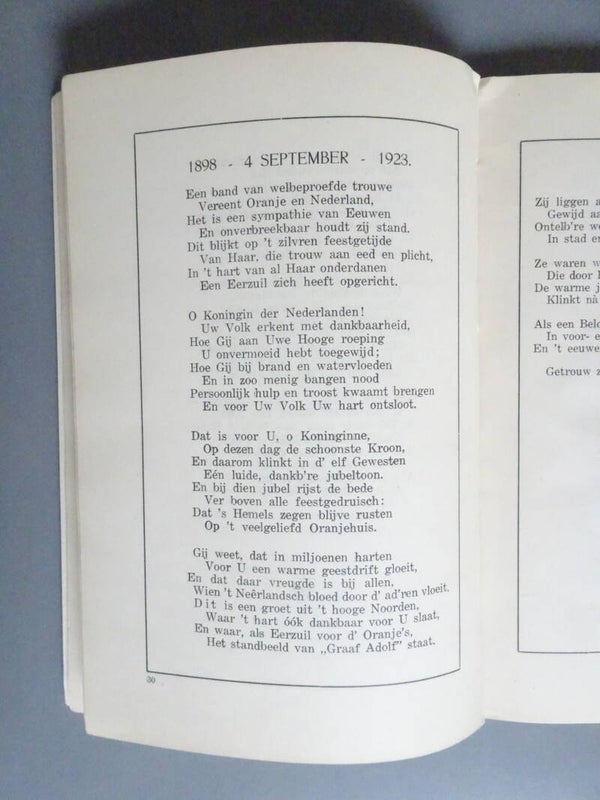 1898 - 4 SEPTEMBER - 1923.
Een band van welbeproefde trouwe
Vereent Oranje en Nederland,
Het is een sympathie van Eeuwen
En onverbreekbaar houdt zij stand.
Dit blijkt op 't zilvren feestgetijde
Van Haar, die trouw aan eed en plicht,
In 't hart van al Haar onderdanen
Een Eerzuil zich heeft opgericht.
O Koningin der Nederlanden!
Uw Volk erkent met dankbaarheid,
Hoe Gij aan Uwe Hooge roeping
U onvermoeid hebt toegewijd;
Hoe Gij bij brand en watervloeden
En in zoo menig bangen nood
Persoonlijk hulp en troost kwaamt brengen
En voor Uw Volk Uw hart ontsloot.
Dat is voor U, o Koninginne,
Op dezen dag de schoonste Kroon,
En daarom klinkt in d' elf Gewesten
Eén luide, dankb're jubeltoon.
En bij dien jubel rijst de bede
Ver boven alle feestgedruisch:
Dat 's Hemels zegen blijve rusten
Op 't veelgeliefd Oranjehuis.
Gij weet, dat in miljoenen harten
Voor U een warme geestdrift gloeit,
En dat daar vreugde is bij allen,
Wien 't Neêrlandsch bloed door d' ad'ren vloeit.
Dit is een groet uit 't hooge Noorden,
Waar 't hart óók dankbaar voor U slaat,
En waar, als Eerzuil voor d' Oranje's,
Het standbeeld van „Graaf Adolf" staat.
30
Zij liggen
Gewijd
Ontelb're
In stad
Ze waren
Die door
De warme
Klinkt nà
Als een
In voor-
En 't
Getrouw